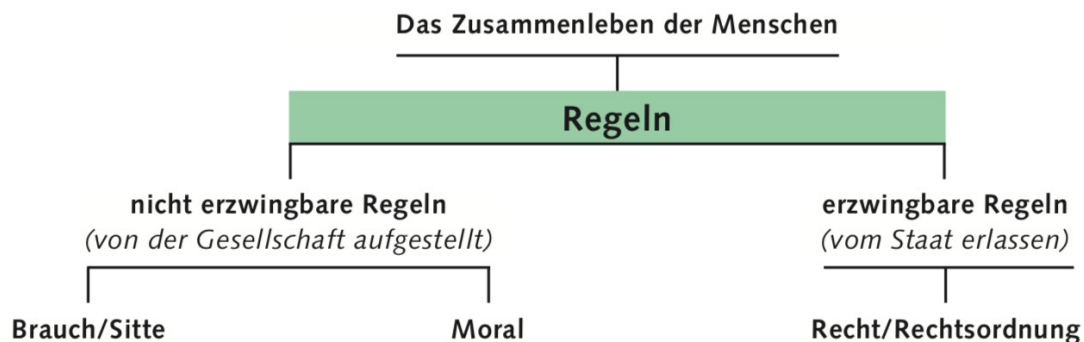 Das Zusammenleben der Menschen
Regeln
nicht erzwingbare Regeln
(von der Gesellschaft aufgestellt)
erzwingbare Regeln
(vom Staat erlassen)
Brauch/Sitte
Moral
Recht/Rechtsordnung